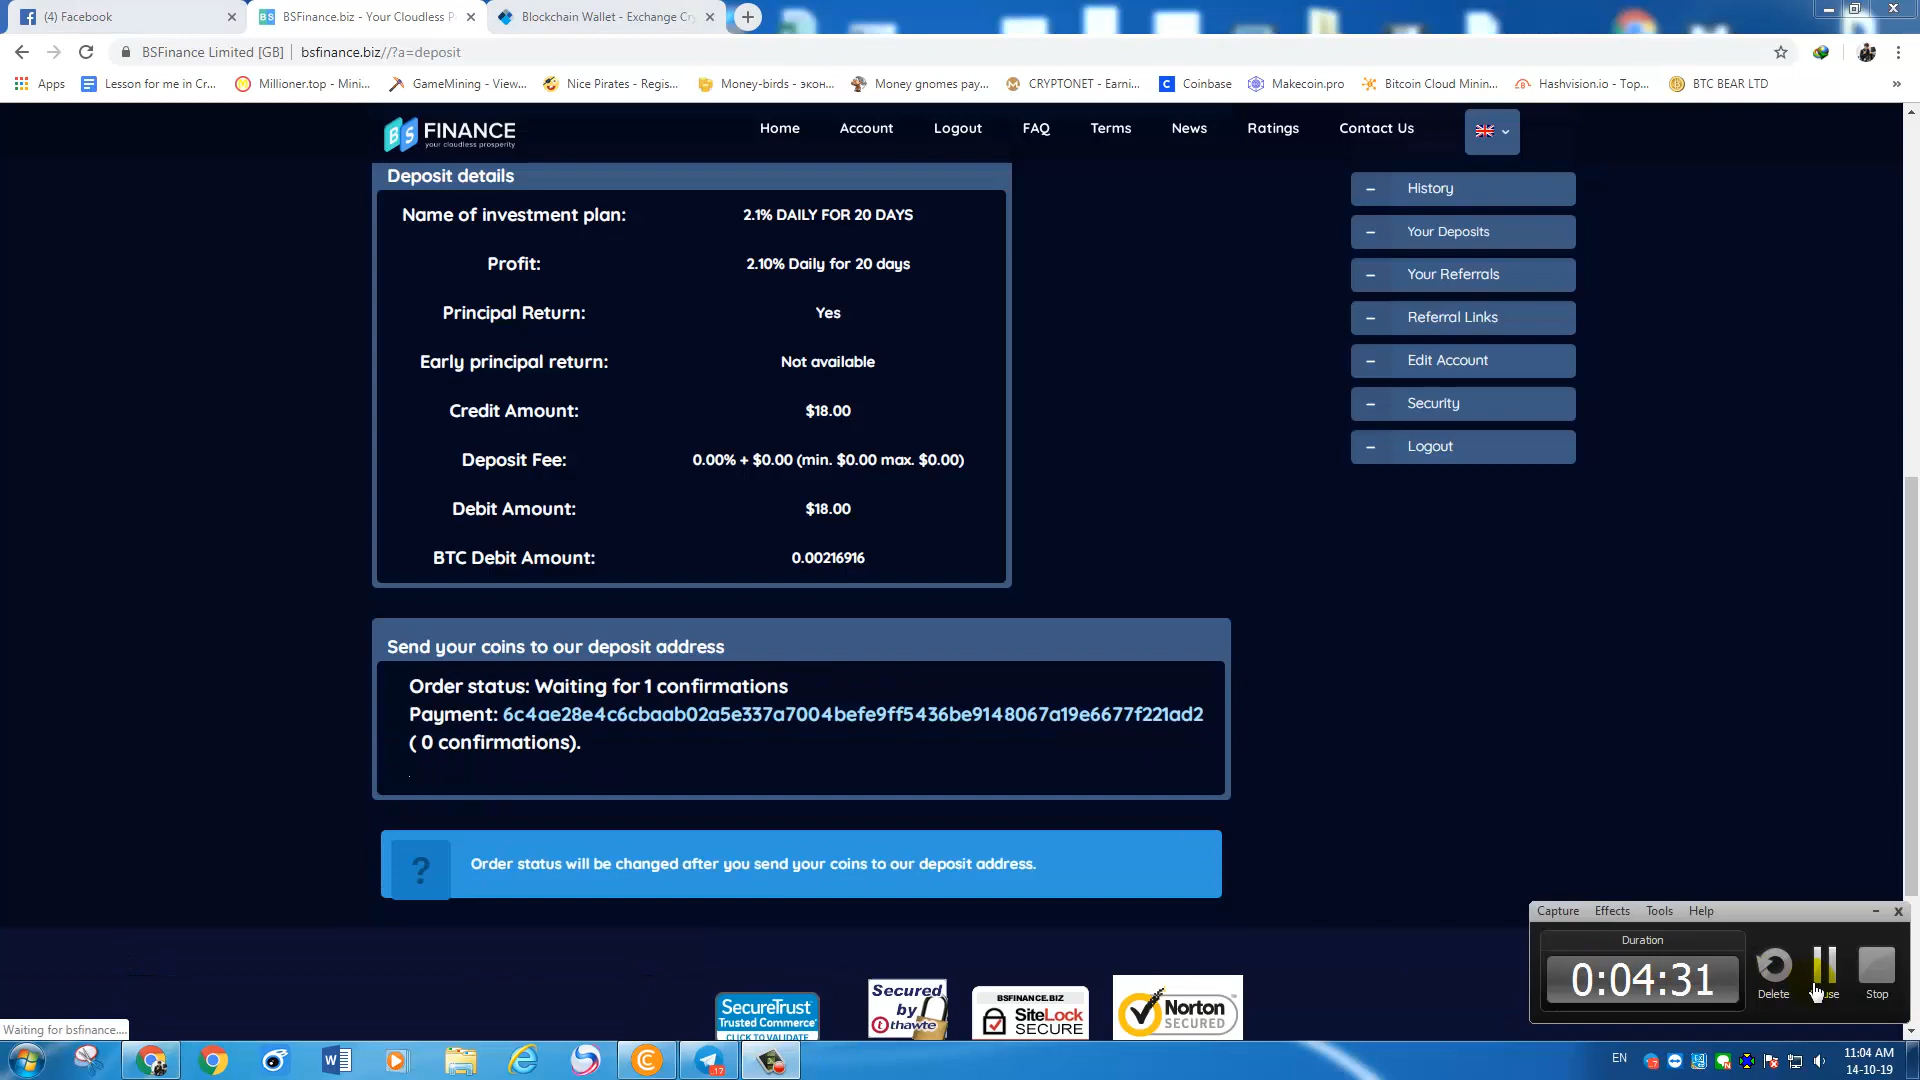 (4) Facebook
BSFinance.biz - Your Cloudless P
Blockchain Wallet - Exchange Cr
BSFinance Limited [GB] | bsfinance.biz//?a=deposit
Apps
Lesson for me in Cr...
Millioner.top - Mini...
GameMining - View...
Nice Pirates - Regis...
Money-birds - экон...
Money gnomes pay...
CRYPTONET - Earni...
Coinbase
Makecoin.pro
Bitcoin Cloud Minin...
Hashvision.io - Top...
BTC BEAR LTD
BS FINANCE
your cloudless prosperity
Home
Account
Logout
FAQ
Terms
News
Ratings
Contact Us
Deposit details
Name of investment plan: 2.1% DAILY FOR 20 DAYS
Profit: 2.10% Daily for 20 days
Principal Return: Yes
Early principal return: Not available
Credit Amount: $18.00
Deposit Fee: 0.00% + $0.00 (min. $0.00 max. $0.00)
Debit Amount: $18.00
BTC Debit Amount: 0.00216916
History
Your Deposits
Your Referrals
Referral Links
Edit Account
Security
Logout
Send your coins to our deposit address
Order status: Waiting for 1 confirmations
Payment: 6c4ae28e4c6cbaab02a5e337a7004befe9ff5436be9148067a19e6677f221ad2
( 0 confirmations).
.
? Order status will be changed after you send your coins to our deposit address.
SecureTrust
Trusted Commerce
CLICK TO VALIDATE
Secured
by
thawte
BSFINANCE.BIZ
SiteLock
SECURE
Norton
SECURED
Capture Effects Tools Help
Duration
0:04:31
Delete
Stop
Waiting for bsfinance....
17
EN
11:04 AM
14-10-19